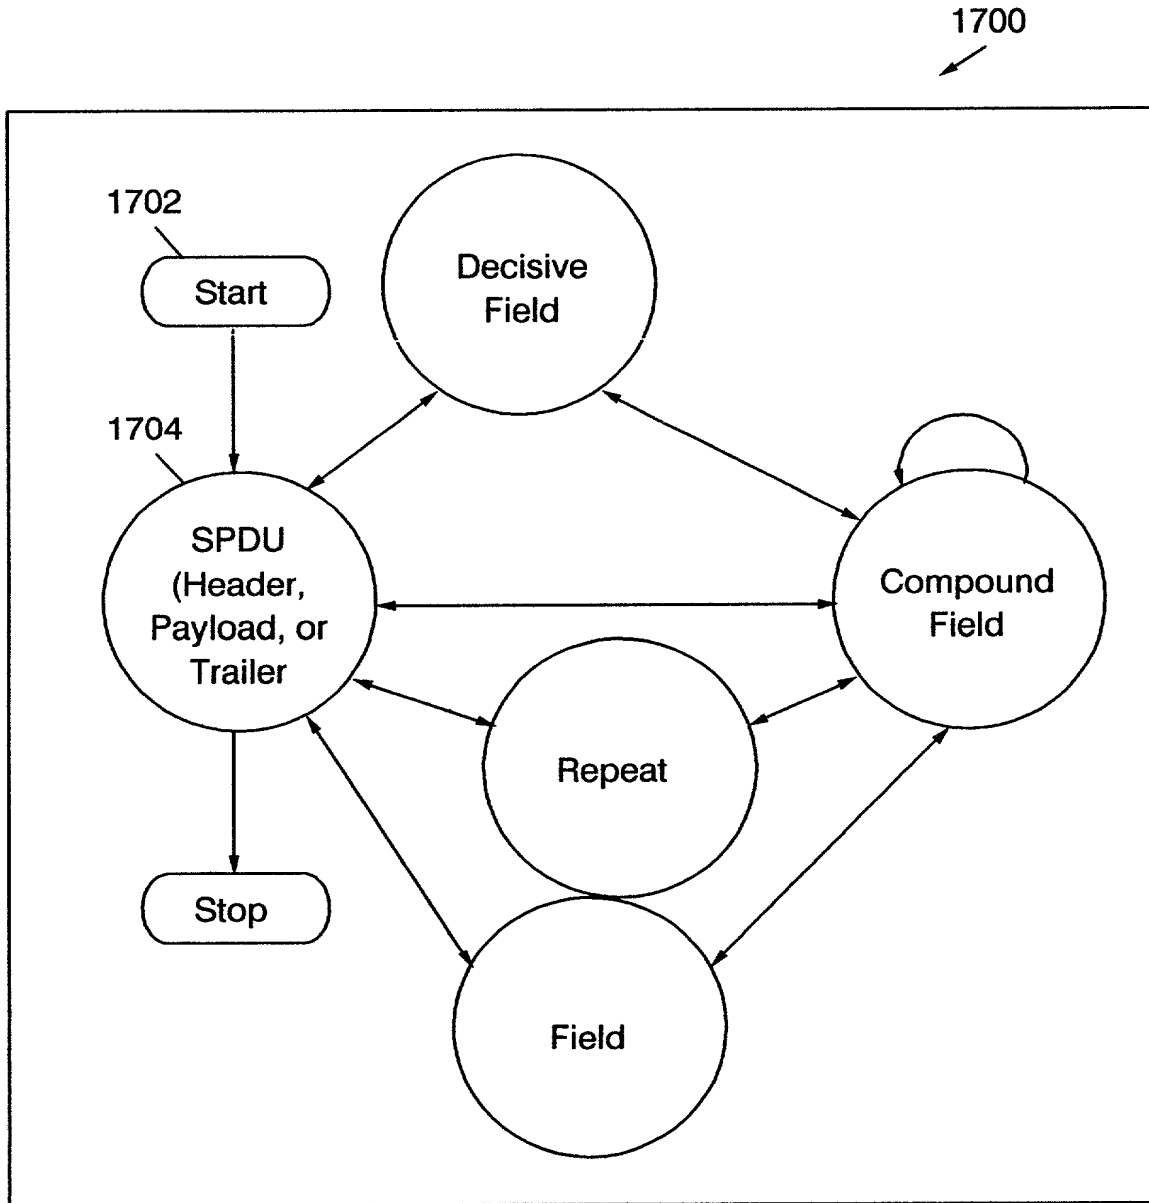 1700
1702
Start
Decisive
Field
1704
SPDU
(Header,
Payload, or
Trailer
Compound
Field
Repeat
Stop
Field